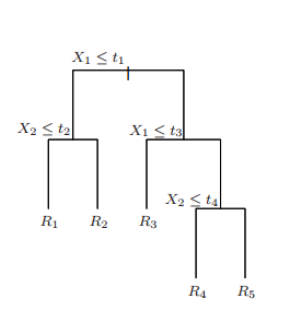 X₁ ≤ t₁
X₂ ≤ t₂
X₁ ≤ t₃
X₂ ≤ t₄
R₁
R₂
R₃
R₄
R₅